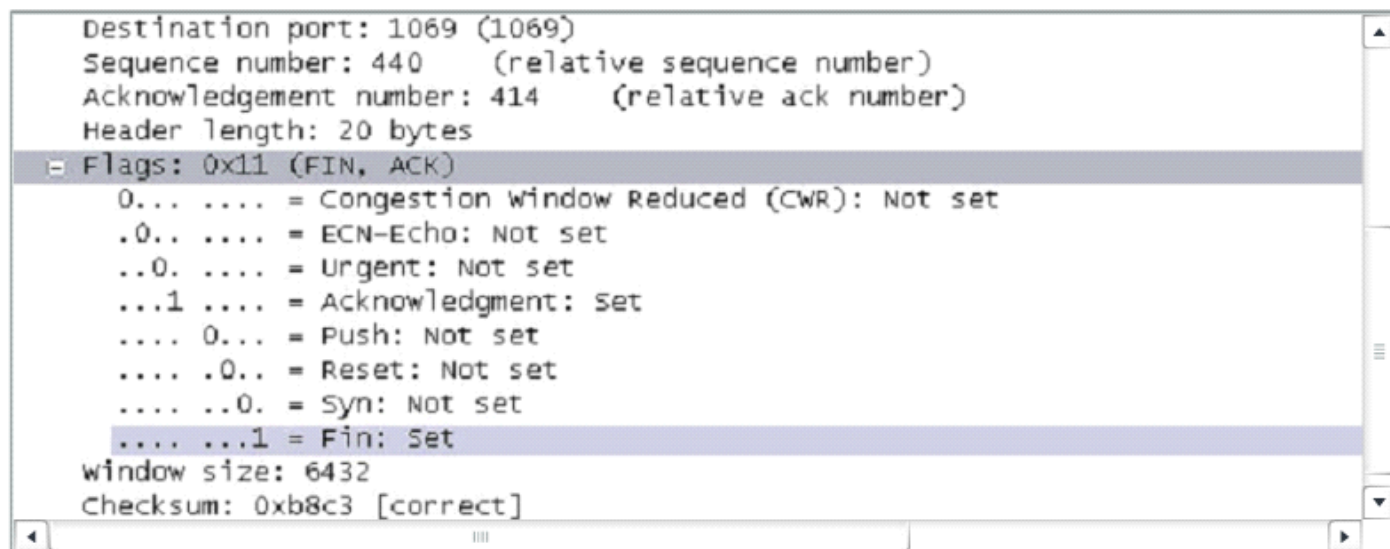 Destination port: 1069 (1069)
Sequence number: 440 (relative sequence number)
Acknowledgement number: 414 (relative ack number)
Header length: 20 bytes
Flags: 0x11 (FIN, ACK)
0... .... = Congestion Window Reduced (CWR): Not set
.0.. .... = ECN-Echo: Not set
..0. .... = Urgent: Not set
...1 .... = Acknowledgment: Set
.... 0... = Push: Not set
.... .0.. = Reset: Not set
.... ..0. = Syn: Not set
.... ...1 = Fin: Set
Window size: 6432
Checksum: 0xb8c3 [correct]